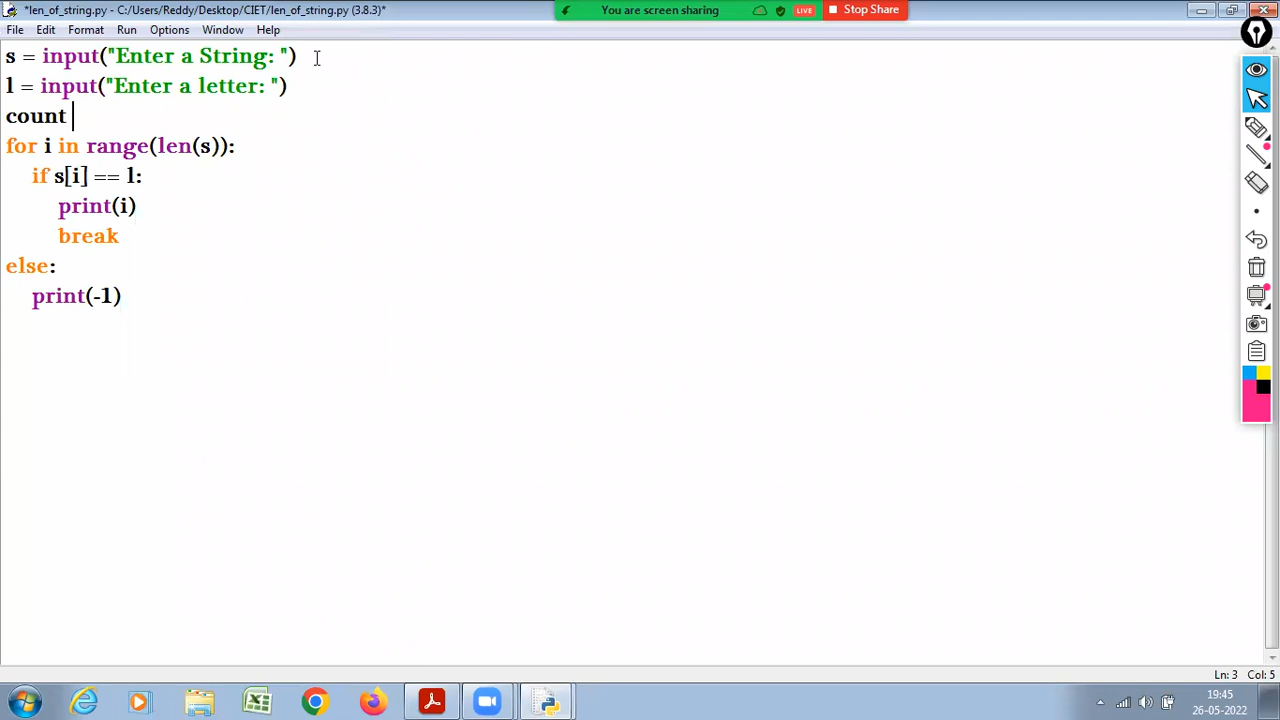 *len_of_string.py - C:/Users/Reddy/Desktop/CIET/len_of_string.py (3.8.3)*
You are screen sharing
LIVE
Stop Share
File Edit Format Run Options Window Help
s = input("Enter a String: ")
l = input("Enter a letter: ")
count
for i in range(len(s)):
if s[i] == l:
print(i)
break
else:
print(-1)
Ln: 3 Col: 5
19:45
26-05-2022